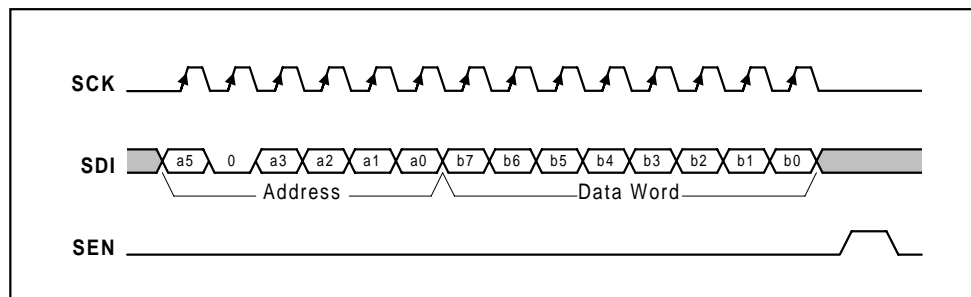 SCK
SDI a5 0 a3 a2 a1 a0 b7 b6 b5 b4 b3 b2 b1 b0
Address Data Word
SEN